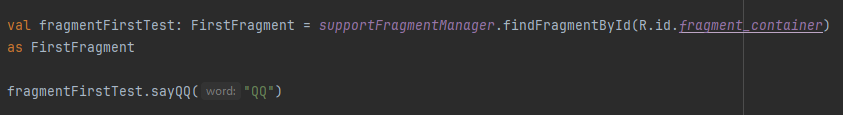 val fragmentFirstTest: FirstFragment = supportFragmentManager.findFragmentById(R.id.fragment_container)
as FirstFragment
fragmentFirstTest.sayQQ( word: "QQ")